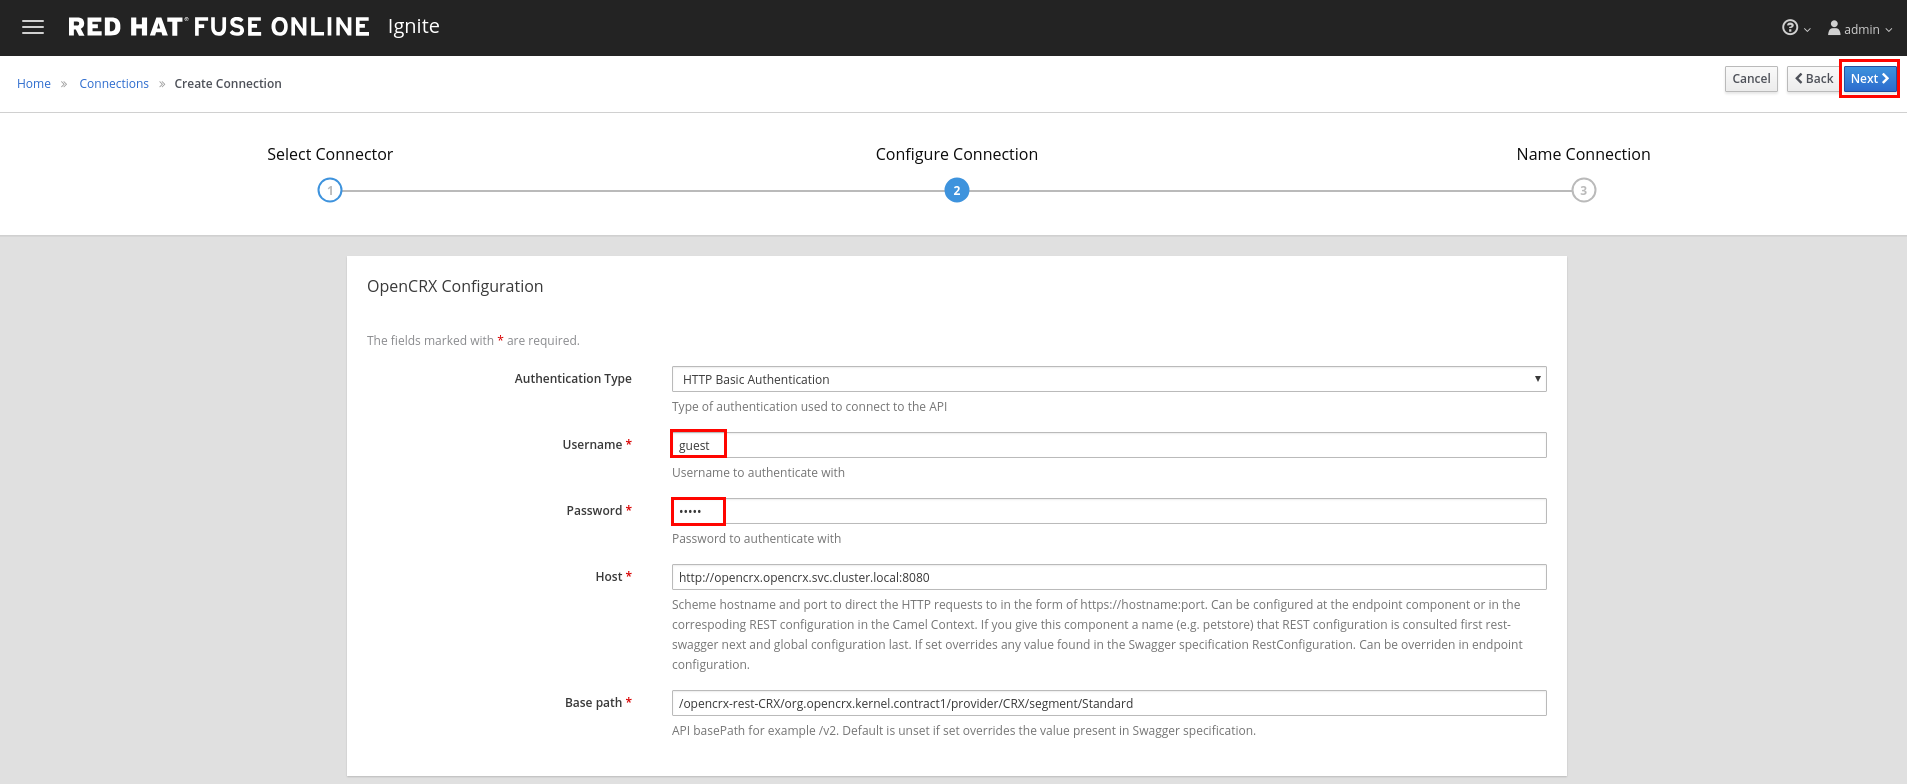 RED HAT® FUSE ONLINE Ignite
admin
Home » Connections » Create Connection
Cancel
Back
Next
Select Connector
Configure Connection
Name Connection
1
2
3
OpenCRX Configuration
The fields marked with * are required.
Authentication Type
HTTP Basic Authentication
Type of authentication used to connect to the API
Username *
guest
Username to authenticate with
Password *
•••••
Password to authenticate with
Host *
http://opencrx.opencrx.svc.cluster.local:8080
Scheme hostname and port to direct the HTTP requests to in the form of https://hostname:port. Can be configured at the endpoint component or in the
correspoding REST configuration in the Camel Context. If you give this component a name (e.g. petstore) that REST configuration is consulted first rest-
swagger next and global configuration last. If set overrides any value found in the Swagger specification RestConfiguration. Can be overriden in endpoint
configuration.
Base path *
/opencrx-rest-CRX/org.opencrx.kernel.contract1/provider/CRX/segment/Standard
API basePath for example /v2. Default is unset if set overrides the value present in Swagger specification.